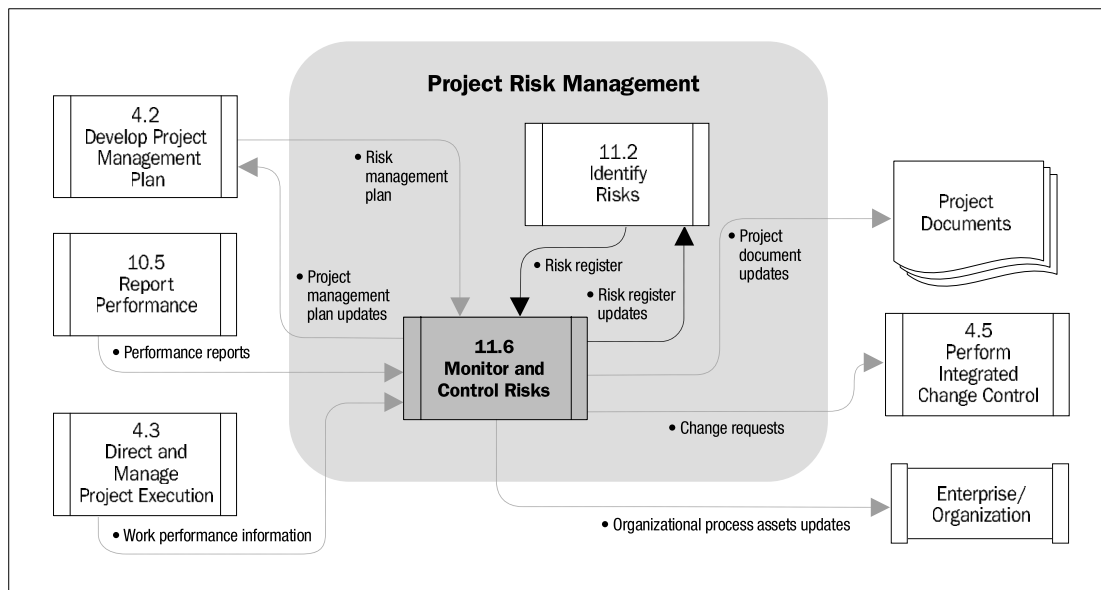 Project Risk Management
4.2
Develop Project
Management
Plan
• Risk
management
plan
11.2
Identify
Risks
Project
Documents
10.5
Report
Performance
• Project
management
plan updates
• Risk register
• Risk register
updates
• Project
document
updates
• Performance reports
11.6
Monitor and
Control Risks
4.5
Perform
Integrated
Change Control
4.3
Direct and
Manage
Project Execution
• Change requests
• Work performance information
• Organizational process assets updates
Enterprise/
Organization